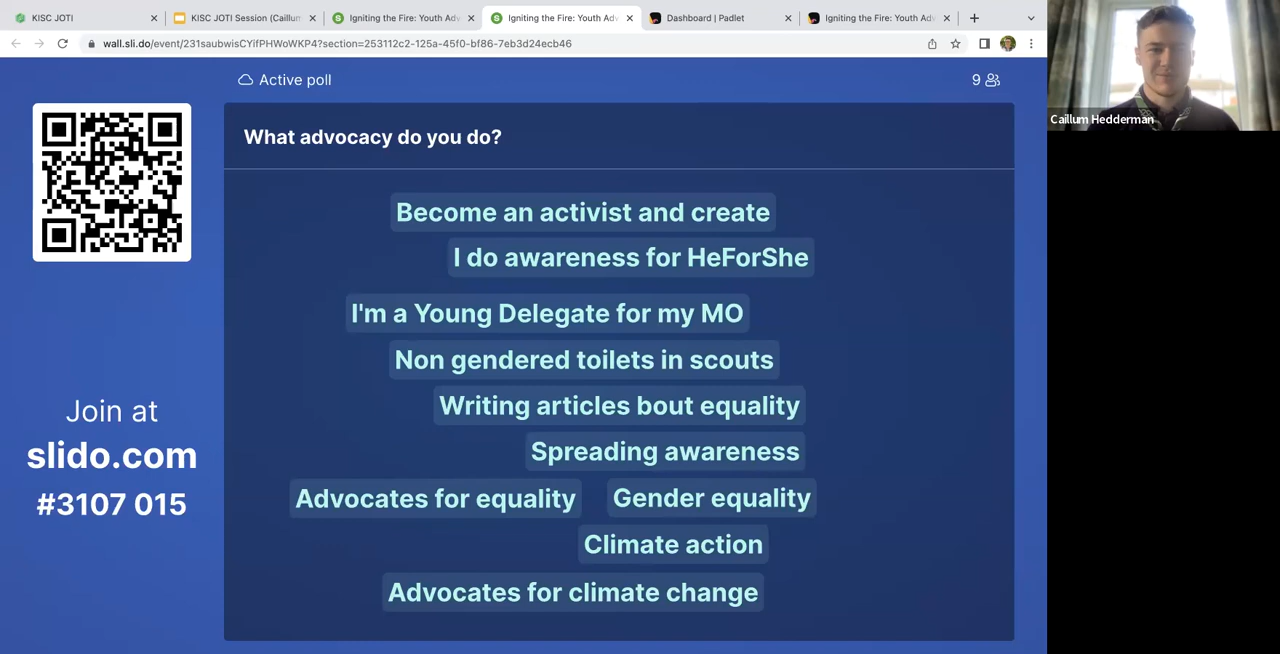 KISC JOTI
KISC JOTI Session (Caillum
Igniting the Fire: Youth Adv
Igniting the Fire: Youth Adv
Dashboard | Padlet
Igniting the Fire: Youth Adv
wall.sli.do/event/231saubwisCYifPHWoWKP4?section=253112c2-125a-45f0-bf86-7eb3d24ecb46
Active poll
9
What advocacy do you do?
Become an activist and create
I do awareness for HeForShe
I'm a Young Delegate for my MO
Non gendered toilets in scouts
Writing articles bout equality
Spreading awareness
Advocates for equality
Gender equality
Climate action
Advocates for climate change
Join at
slido.com
#3107 015
Caillum Hedderman